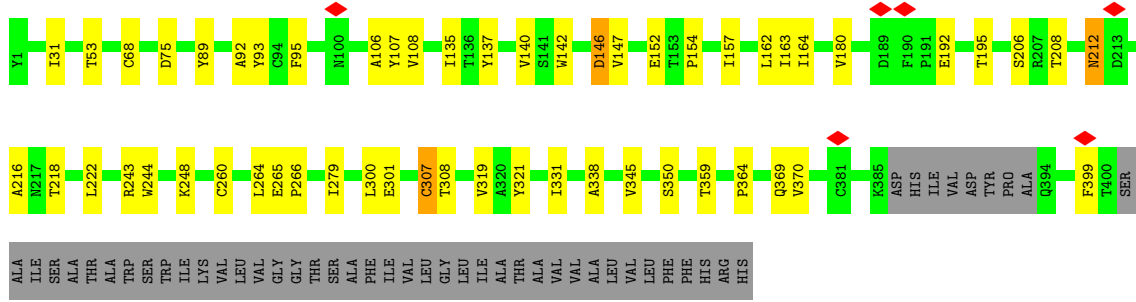 Y1 I31 T53 C68 D75 Y89 A92 Y93 C94 F95 N100 A106 Y107 V108 I135 T136 Y137 V140 S141 W142 D146 V147 E152 T153 P154 I157 L162 I163 I164 V180 D189 F190 P191 E192 T195 S206 R207 T208 N212 D213
A216 N217 T218 L222 R243 W244 K248 C260 L264 E265 P266 I279 L300 E301 C307 T308 V319 A320 Y321 I331 A338 V345 S350 T359 P364 Q369 V370 C381 K385 ASP HIS ILE VAL ASP TYR PRO ALA Q394 F399 T400 SER
ALA ILE SER ALA THR ALA TRP SER TRP ILE LYS VAL LEU VAL GLY GLY THR SER ALA PHE ILE VAL LEU GLY LEU ILE ALA THR ALA VAL VAL ALA LEU VAL LEU PHE PHE HIS ARG HIS